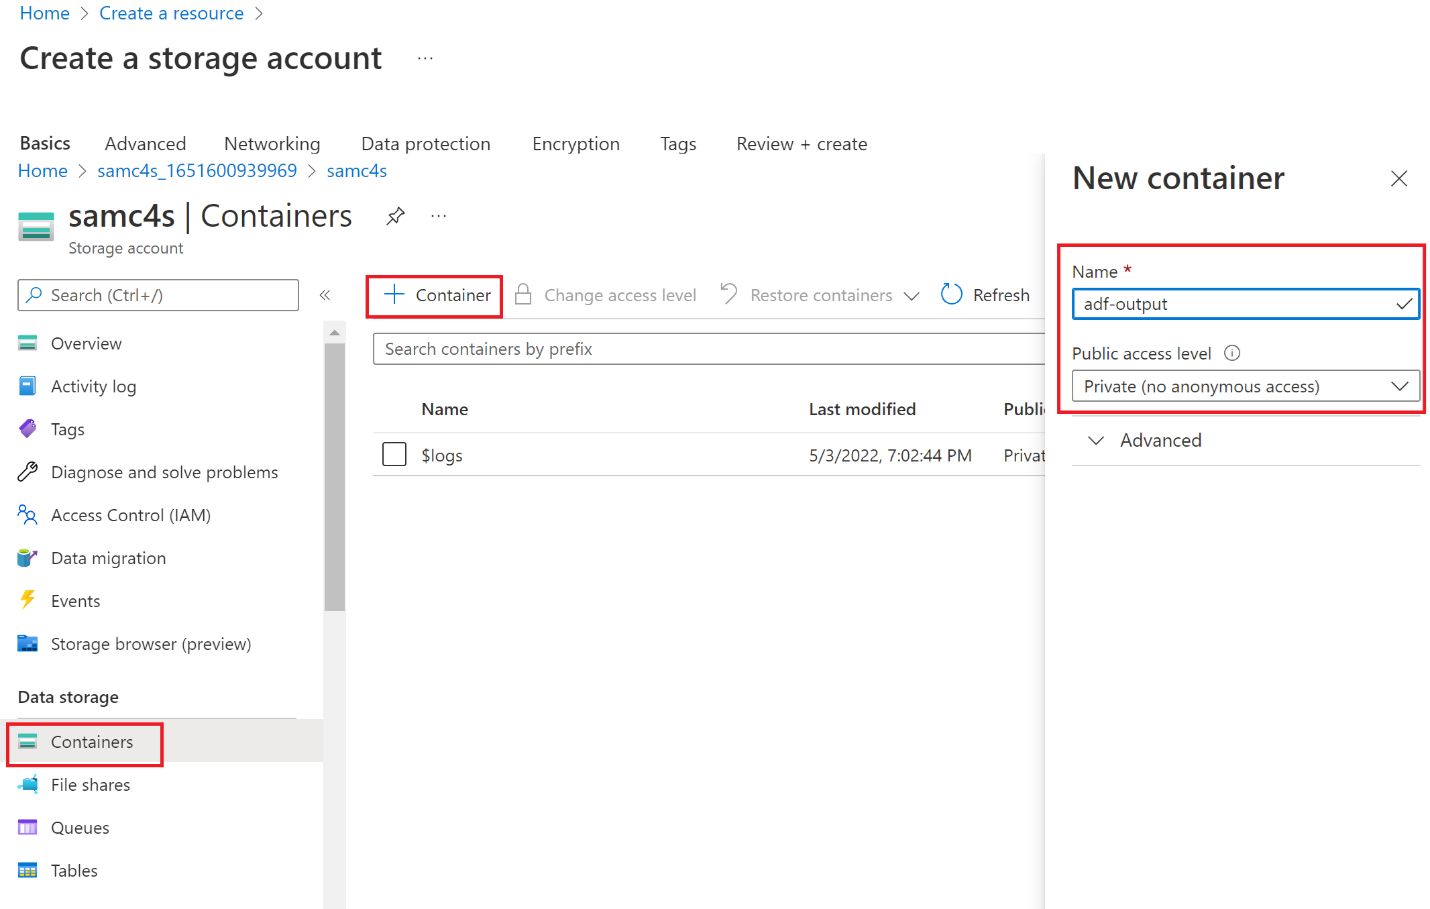 Home > Create a resource >
Create a storage account ...
Basics Advanced Networking Data protection Encryption Tags Review + create
Home > samc4s_1651600939969 > samc4s
samc4s | Containers ...
Storage account
Search (Ctrl+/) «
Overview
Activity log
Tags
Diagnose and solve problems
Access Control (IAM)
Data migration
Events
Storage browser (preview)
Data storage
Containers
File shares
Queues
Tables
+ Container Change access level Restore containers Refresh
Search containers by prefix
Name Last modified Public
$logs 5/3/2022, 7:02:44 PM Privat
New container
Name *
adf-output
Public access level
Private (no anonymous access)
Advanced